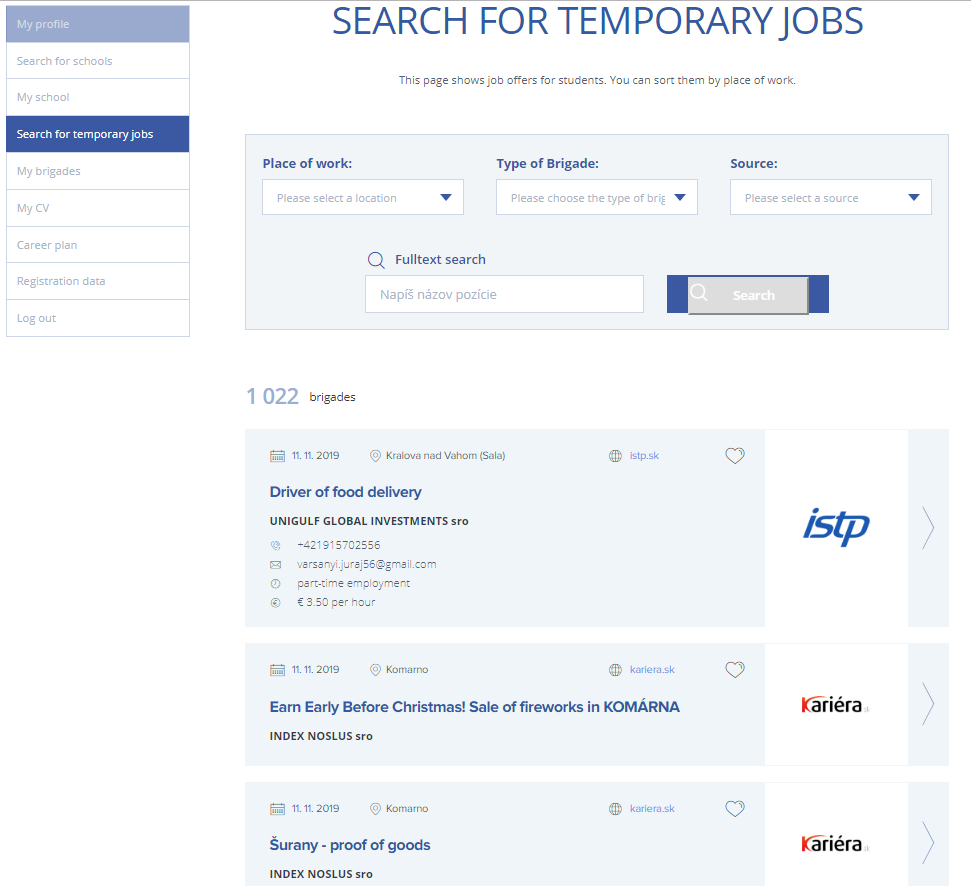 My profile
Search for schools
My school
Search for temporary jobs
My brigades
My CV
Career plan
Registration data
Log out
SEARCH FOR TEMPORARY JOBS
This page shows job offers for students. You can sort them by place of work.
Place of work: Type of Brigade: Source:
Please select a location Please choose the type of brig Please select a source
Fulltext search
Napíš názov pozície Search
1 022 brigades
11. 11. 2019 Kralova nad Vahom (Sala) istp.sk
Driver of food delivery
UNIGULF GLOBAL INVESTMENTS sro
+421915702556
varsanyi.juraj56@gmail.com
part-time employment
€ 3.50 per hour
istp
11. 11. 2019 Komarno kariera.sk
Earn Early Before Christmas! Sale of fireworks in KOMÁRNA
INDEX NOSLUS sro
Kariéra
11. 11. 2019 Komarno kariera.sk
Šurany - proof of goods
INDEX NOSLUS sro
Kariéra